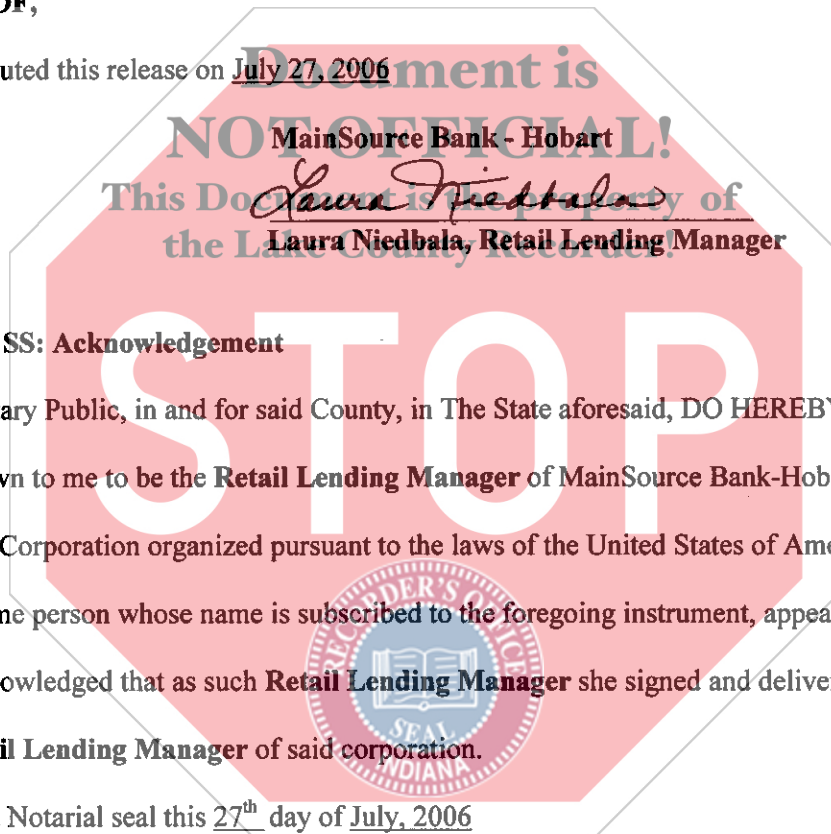 OF,
uted this release on July 27, 2006
Document is
NOT OFFICIAL!
This Document is the property of
the Lake County Recorder!
MainSource Bank - Hobart
Laura Niedbala
Laura Niedbala, Retail Lending Manager
SS: Acknowledgement
STOP
ary Public, in and for said County, in The State aforesaid, DO HEREBY
vn to me to be the Retail Lending Manager of MainSource Bank-Hob
Corporation organized pursuant to the laws of the United States of Ame
ne person whose name is subscribed to the foregoing instrument, appea
owledged that as such Retail Lending Manager she signed and deliver
il Lending Manager of said corporation.
RECORDER'S OFFICE
SEAL
INDIANA
Notarial seal this 27th day of July, 2006